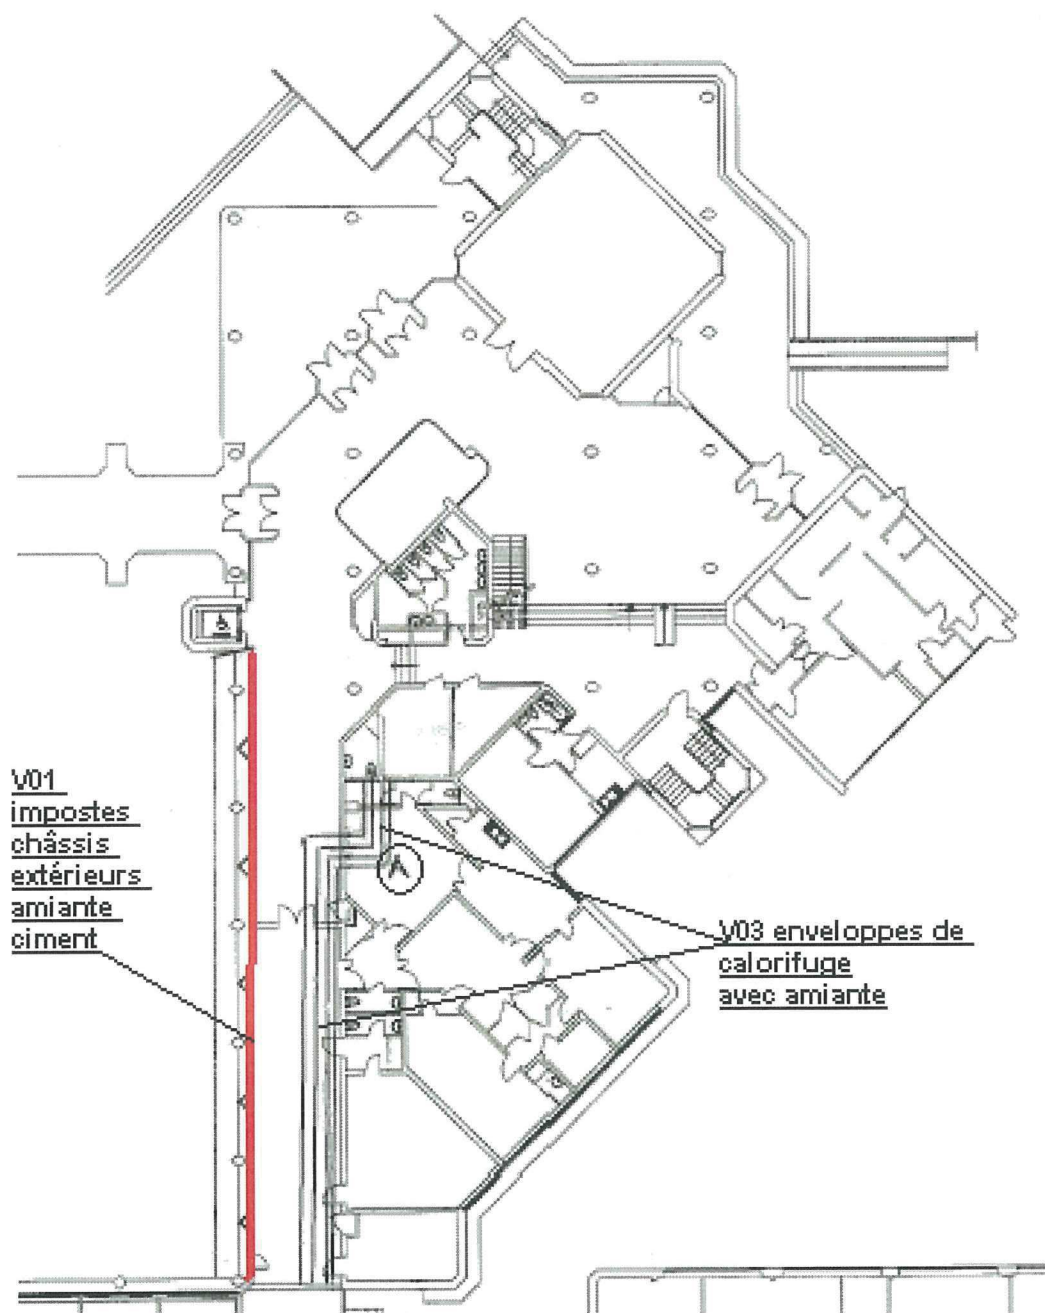 V01
impostes
châssis
extérieurs
amiante
ciment
A
V03 enveloppes de
calorifuge
avec amiante